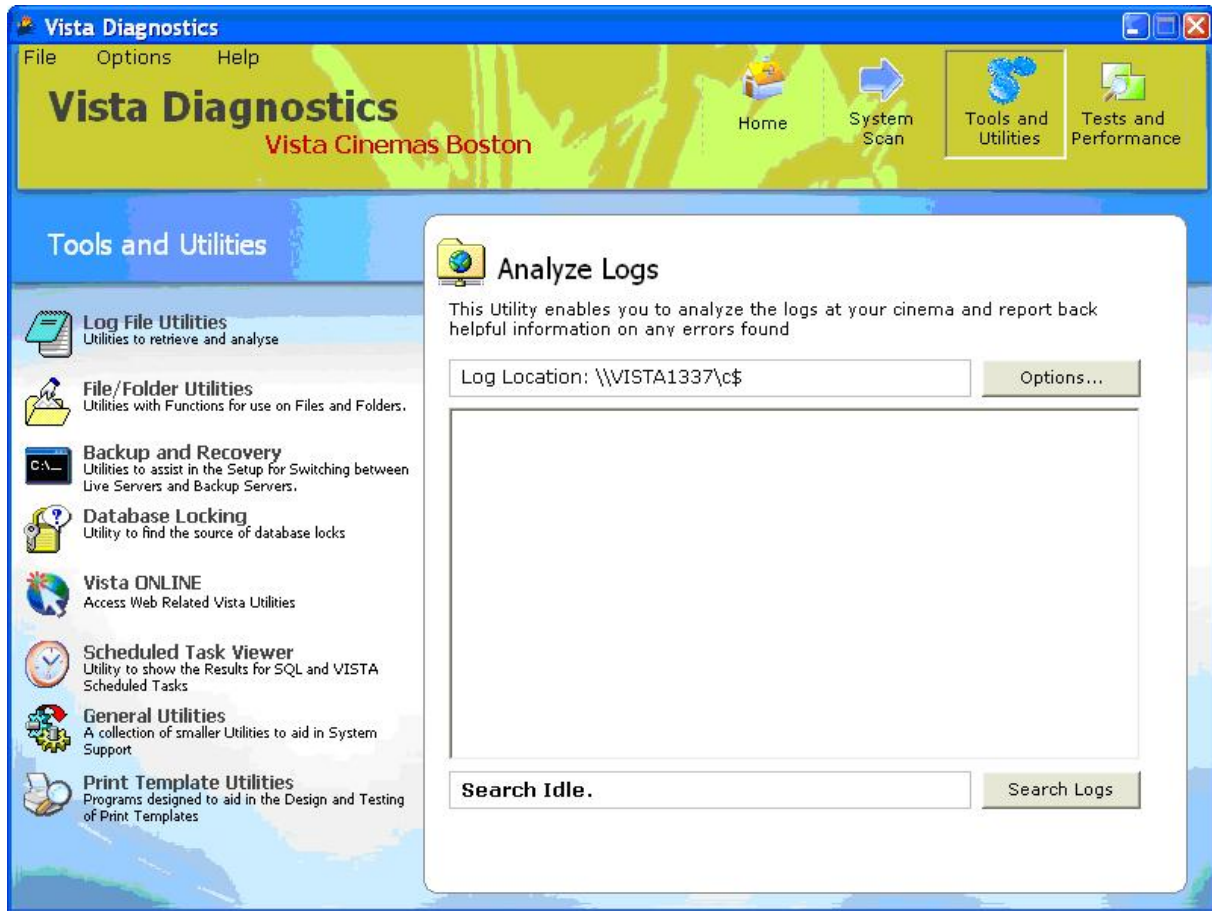 Vista Diagnostics
File Options Help
Vista Diagnostics
Vista Cinemas Boston
Home
System
Scan
Tools and
Utilities
Tests and
Performance
Tools and Utilities
Log File Utilities
Utilities to retrieve and analyse
File/Folder Utilities
Utilities with Functions for use on Files and Folders.
C:\_
Backup and Recovery
Utilities to assist in the Setup for Switching between
Live Servers and Backup Servers.
Database Locking
Utility to find the source of database locks
Vista ONLINE
Access Web Related Vista Utilities
Scheduled Task Viewer
Utility to show the Results for SQL and VISTA
Scheduled Tasks
General Utilities
A collection of smaller Utilities to aid in System
Support
Print Template Utilities
Programs designed to aid in the Design and Testing
of Print Templates
Analyze Logs
This Utility enables you to analyze the logs at your cinema and report back
helpful information on any errors found
Log Location: \\VISTA1337\c$
Options...
Search Idle.
Search Logs